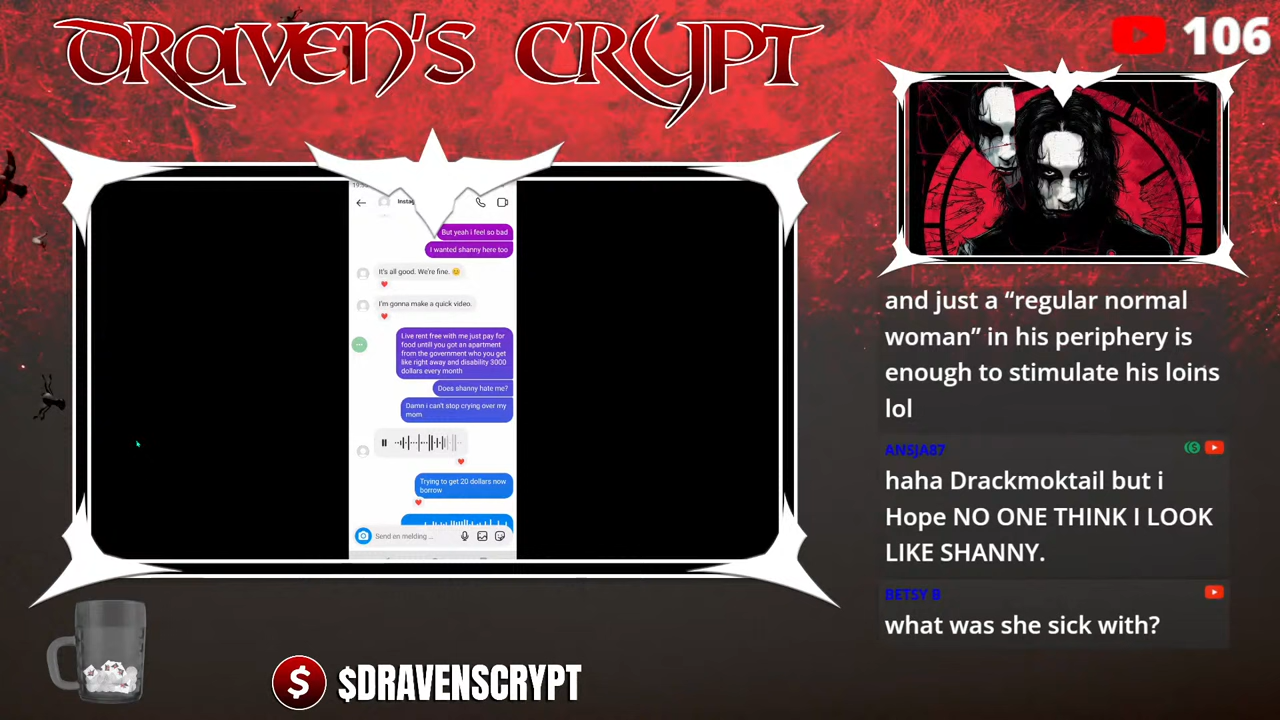 DRAVEN'S CRYPT
106
Insta
But yeah i feel so bad
I wanted shanny here too
It's all good. We're fine. 😊
I'm gonna make a quick video.
Live rent free with me just pay for
food untill you got an apartment
from the government who you get
like right away and disability 3000
dollars every month
Does shanny hate me?
Damn i can't stop crying over my
mom
Trying to get 20 dollars now
borrow
Send en melding ...
and just a “regular normal
woman” in his periphery is
enough to stimulate his loins
lol
ANSJA87
haha Drackmoktail but i
Hope NO ONE THINK I LOOK
LIKE SHANNY.
BETSY B
what was she sick with?
$ $DRAVENSCRYPT